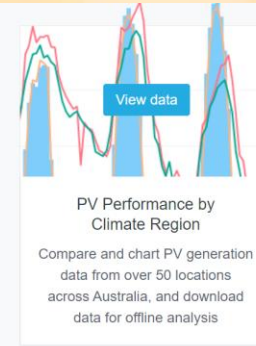 View data
PV Performance by
Climate Region
Compare and chart PV generation
data from over 50 locations
across Australia, and download
data for offline analysis